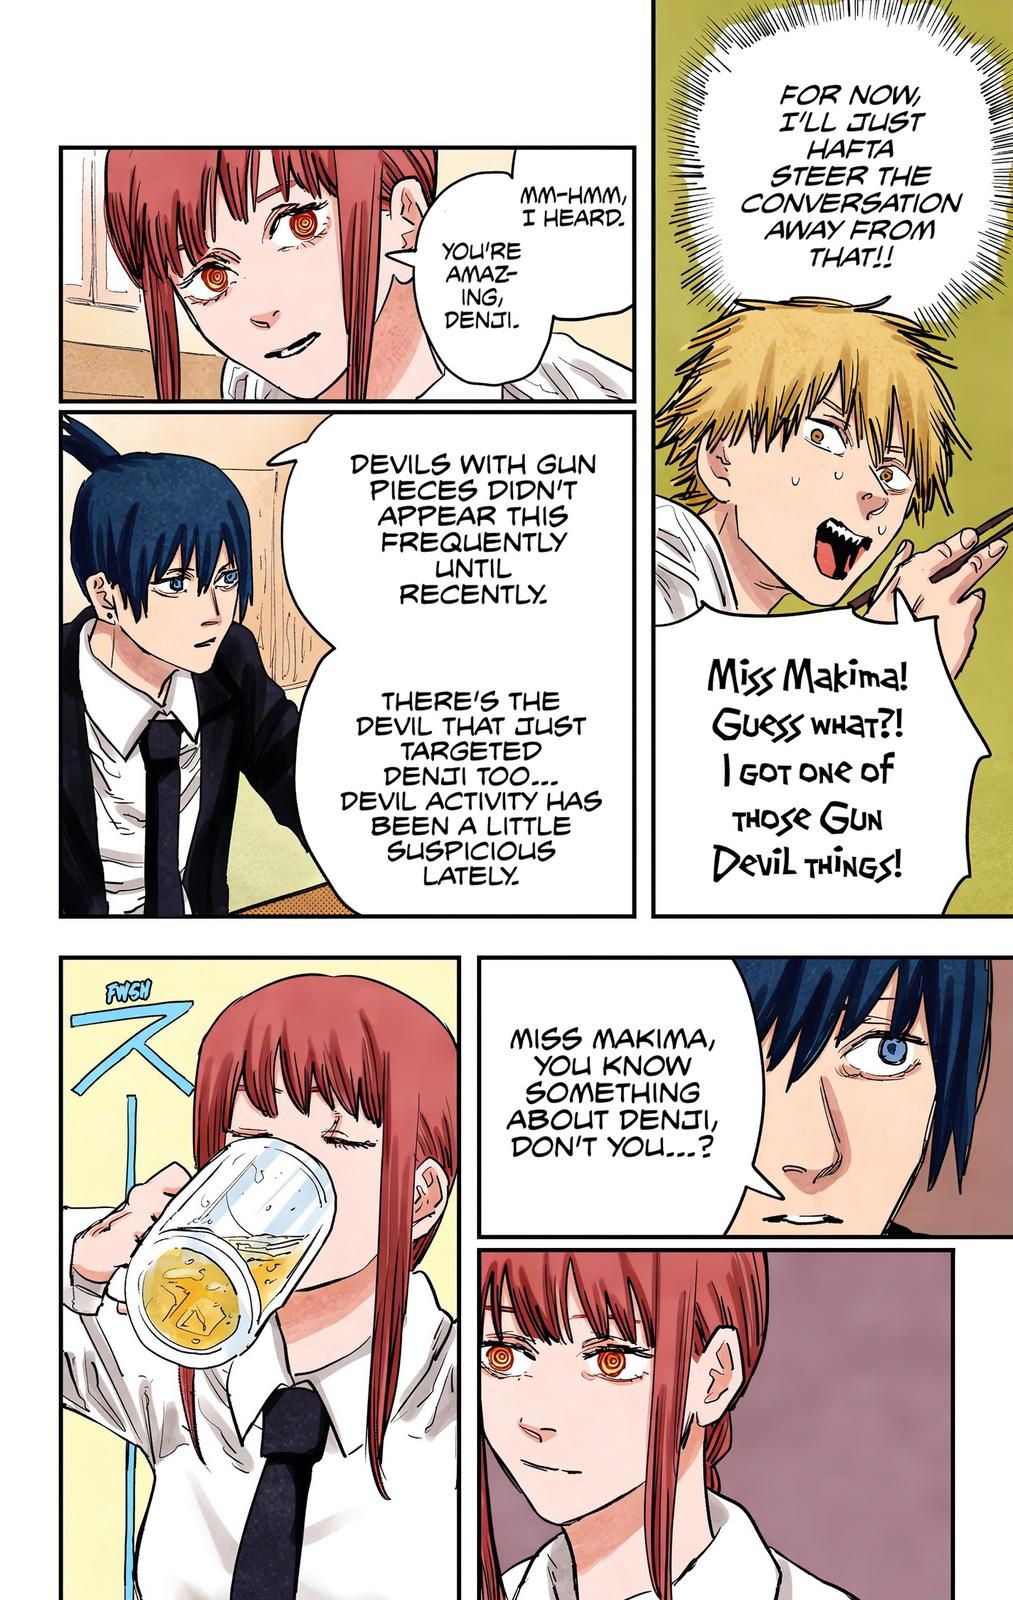 FOR NOW,
I'LL JUST
HAFTA
STEER THE
CONVERSATION
AWAY FROM
THAT!!
Miss Makima!
Guess what?!
I got one of
those Gun
Devil things!
MM-HMM,
I HEARD.
YOU'RE
AMAZ-
ING,
DENJI.
DEVILS WITH GUN
PIECES DIDN'T
APPEAR THIS
FREQUENTLY
UNTIL
RECENTLY.
THERE'S THE
DEVIL THAT JUST
TARGETED
DENJI TOO...
DEVIL ACTIVITY HAS
BEEN A LITTLE
SUSPICIOUS
LATELY.
MISS MAKIMA,
YOU KNOW
SOMETHING
ABOUT DENJI,
DON'T YOU...?
FWSH
スー